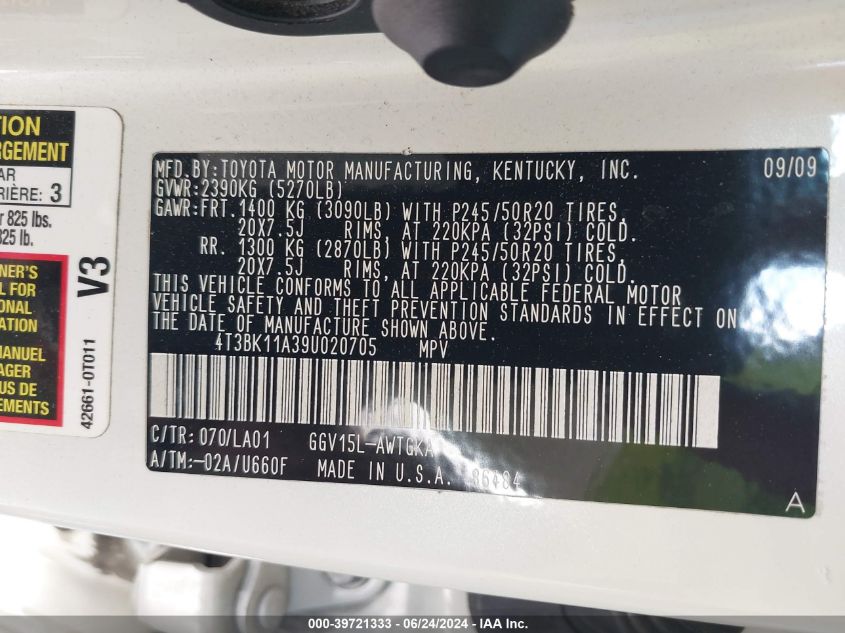 TION
RGEMENT
AR
RIÈRE: 3
r 825 lbs.
825 lb.
NER'S
L FOR
ONAL
ATION
MANUEL
AGER
US DE
EMENTS
V3
42661-0T011
MFD.BY:TOYOTA MOTOR MANUFACTURING, KENTUCKY, INC. 09/09
GVWR:2390KG (5270LB)
GAWR:FRT.1400 KG (3090LB) WITH P245/50R20 TIRES,
20X7.5J RIMS, AT 220KPA (32PSI) COLD.
RR. 1300 KG (2870LB) WITH P245/50R20 TIRES,
20X7.5J RIMS, AT 220KPA (32PSI) COLD.
THIS VEHICLE CONFORMS TO ALL APPLICABLE FEDERAL MOTOR
VEHICLE SAFETY AND THEFT PREVENTION STANDARDS IN EFFECT ON
THE DATE OF MANUFACTURE SHOWN ABOVE.
4T3BK11A39U020705 MPV
C/TR: 070/LA01 GGV15L-AWTGKA
A/TM:-02A/U660F MADE IN U.S.A. 86484
A
000-39721333 - 06/24/2024 - IAA Inc.